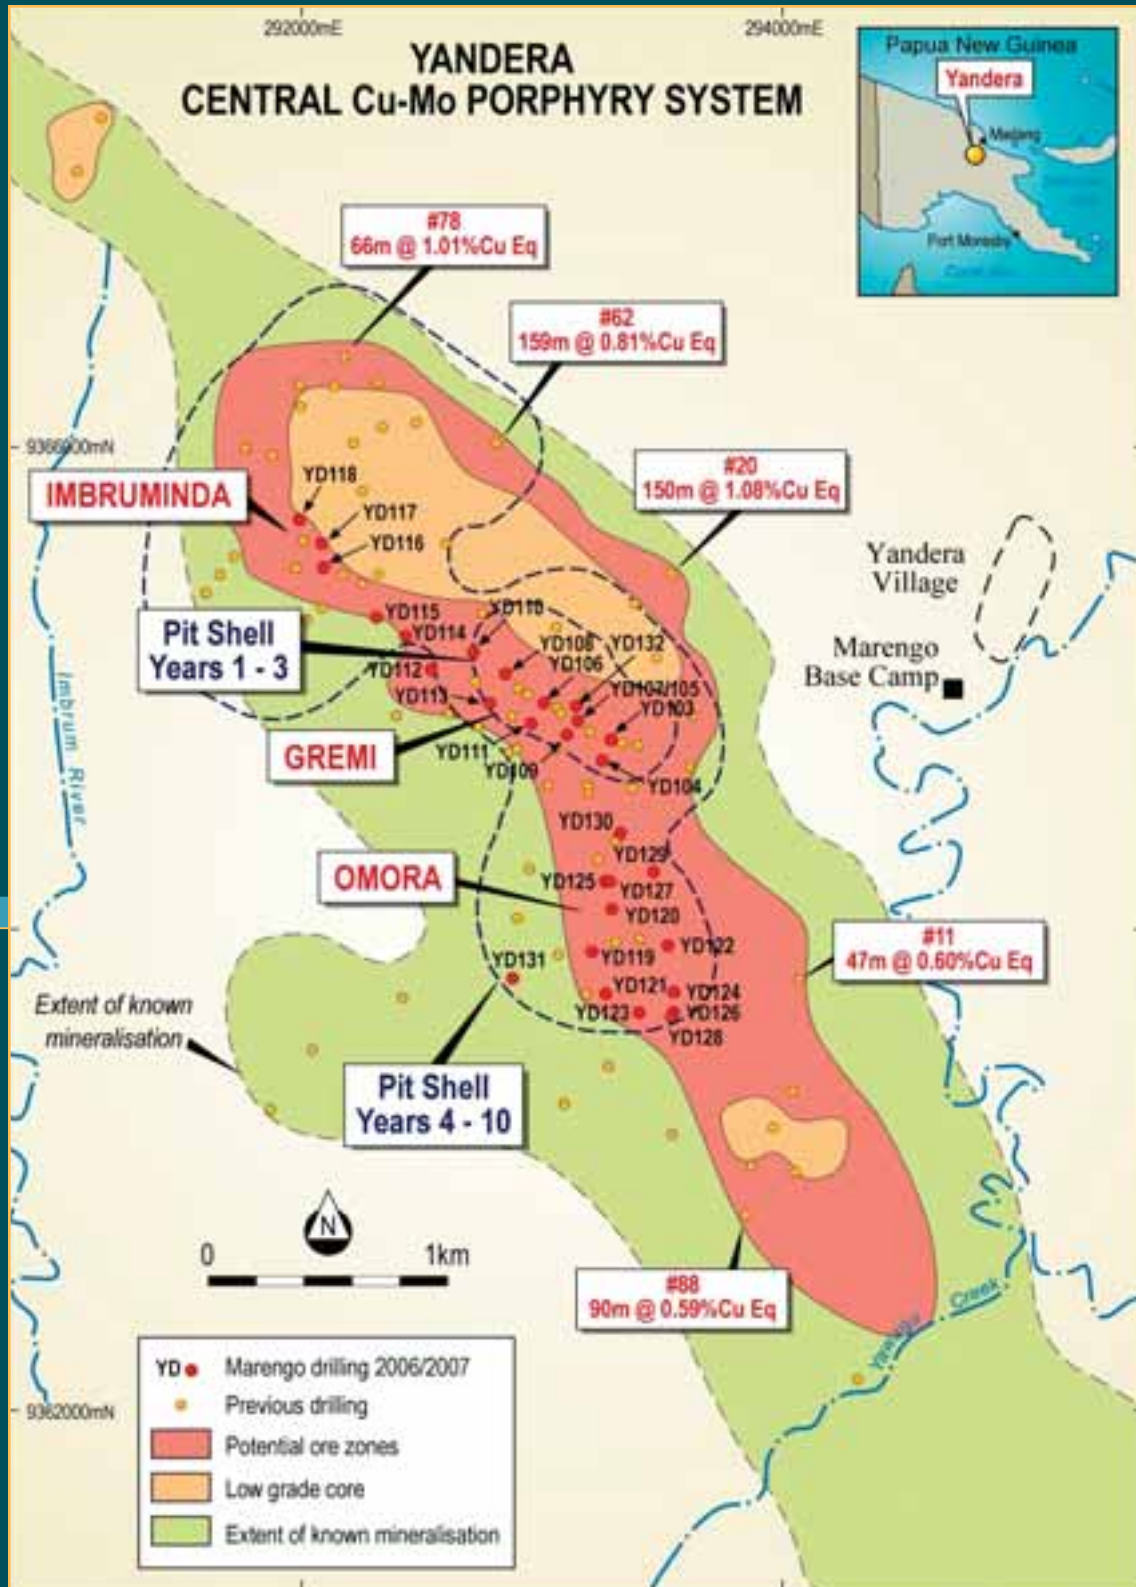 292000mE
294000mE
YANDERA
CENTRAL Cu-Mo PORPHYRY SYSTEM
Papua New Guinea
Yandera
Madang
Port Moresby
#78
66m @ 1.01%Cu Eq
#62
159m @ 0.81%Cu Eq
9366000mN
#20
150m @ 1.08%Cu Eq
IMBRUMINDA
YD118
YD117
YD116
Yandera
Village
Marengo
Base Camp
YD115
YD114
YD110
Pit Shell
Years 1 - 3
YD108
YD132
YD106
YD112
YD113
YD107/105
YD103
Imbrum River
GREMI
YD111
YD109
YD104
YD130
YD129
OMORA
YD125
YD127
YD120
YD131
YD119
YD122
#11
47m @ 0.60%Cu Eq
YD121
YD124
YD123
YD126
YD128
Extent of known
mineralisation
Pit Shell
Years 4 - 10
N
0
1km
#88
90m @ 0.59%Cu Eq
Creek
YD
Marengo drilling 2006/2007
Previous drilling
9362000mN
Potential ore zones
Low grade core
Extent of known mineralisation